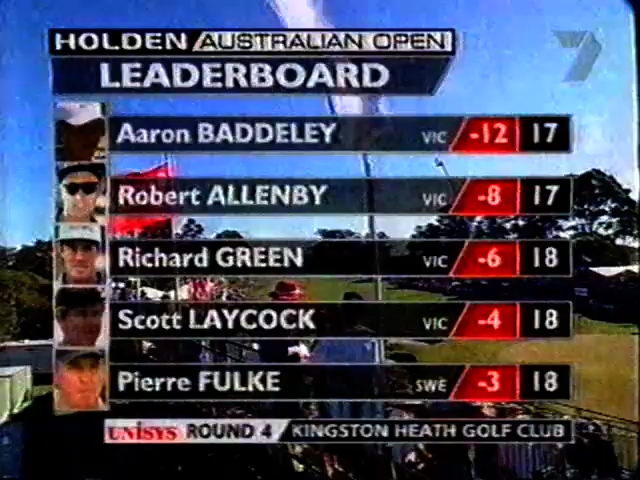 HOLDEN AUSTRALIAN OPEN
LEADERBOARD
7
Aaron BADDELEY VIC -12 17
Robert ALLENBY VIC -8 17
Richard GREEN VIC -6 18
Scott LAYCOCK VIC -4 18
Pierre FULKE SWE -3 18
UNISYS ROUND 4 KINGSTON HEATH GOLF CLUB